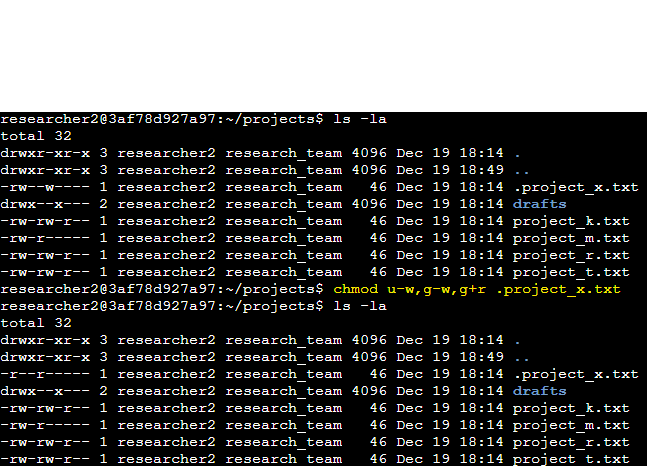 researcher2@3af78d927a97:~/projects$ ls -la
total 32
drwxr-xr-x 3 researcher2 research_team 4096 Dec 19 18:14 .
drwxr-xr-x 3 researcher2 research_team 4096 Dec 19 18:49 ..
-rw--w---- 1 researcher2 research_team   46 Dec 19 18:14 .project_x.txt
drwx--x--- 2 researcher2 research_team 4096 Dec 19 18:14 drafts
-rw-rw-r-- 1 researcher2 research_team   46 Dec 19 18:14 project_k.txt
-rw-r----- 1 researcher2 research_team   46 Dec 19 18:14 project_m.txt
-rw-rw-r-- 1 researcher2 research_team   46 Dec 19 18:14 project_r.txt
-rw-rw-r-- 1 researcher2 research_team   46 Dec 19 18:14 project_t.txt
researcher2@3af78d927a97:~/projects$ chmod u-w,g-w,g+r .project_x.txt
researcher2@3af78d927a97:~/projects$ ls -la
total 32
drwxr-xr-x 3 researcher2 research_team 4096 Dec 19 18:14 .
drwxr-xr-x 3 researcher2 research_team 4096 Dec 19 18:49 ..
-r--r----- 1 researcher2 research_team   46 Dec 19 18:14 .project_x.txt
drwx--x--- 2 researcher2 research_team 4096 Dec 19 18:14 drafts
-rw-rw-r-- 1 researcher2 research_team   46 Dec 19 18:14 project_k.txt
-rw-r----- 1 researcher2 research_team   46 Dec 19 18:14 project_m.txt
-rw-rw-r-- 1 researcher2 research_team   46 Dec 19 18:14 project_r.txt
-rw-rw-r-- 1 researcher2 research_team   46 Dec 19 18:14 project_t.txt